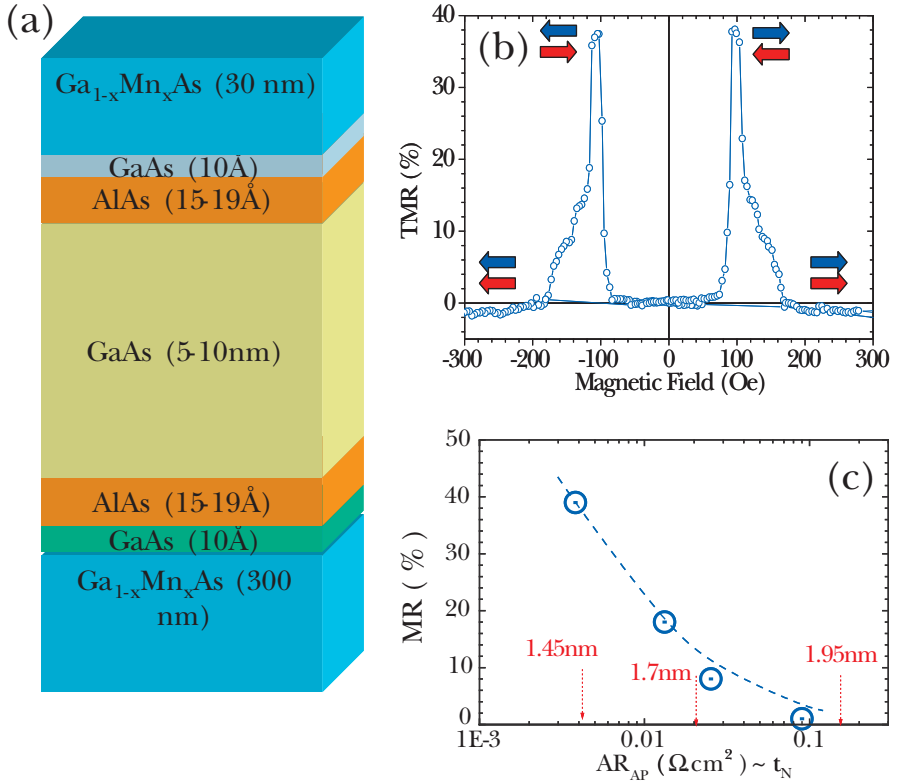 (a)
Ga₁₋ₓMnₓAs (30 nm)
GaAs (10Å)
AlAs (15-19Å)
GaAs (5-10nm)
AlAs (15-19Å)
GaAs (10Å)
Ga₁₋ₓMnₓAs (300
nm)
(b)
TMR (%)
40
30
20
10
0
-300
-200
-100
0
100
200
300
Magnetic Field (Oe)
(c)
MR (%)
50
40
30
20
10
0
1.45nm
1.7nm
1.95nm
1E-3
0.01
0.1
AR_AP (Ωcm²) ~ t_N